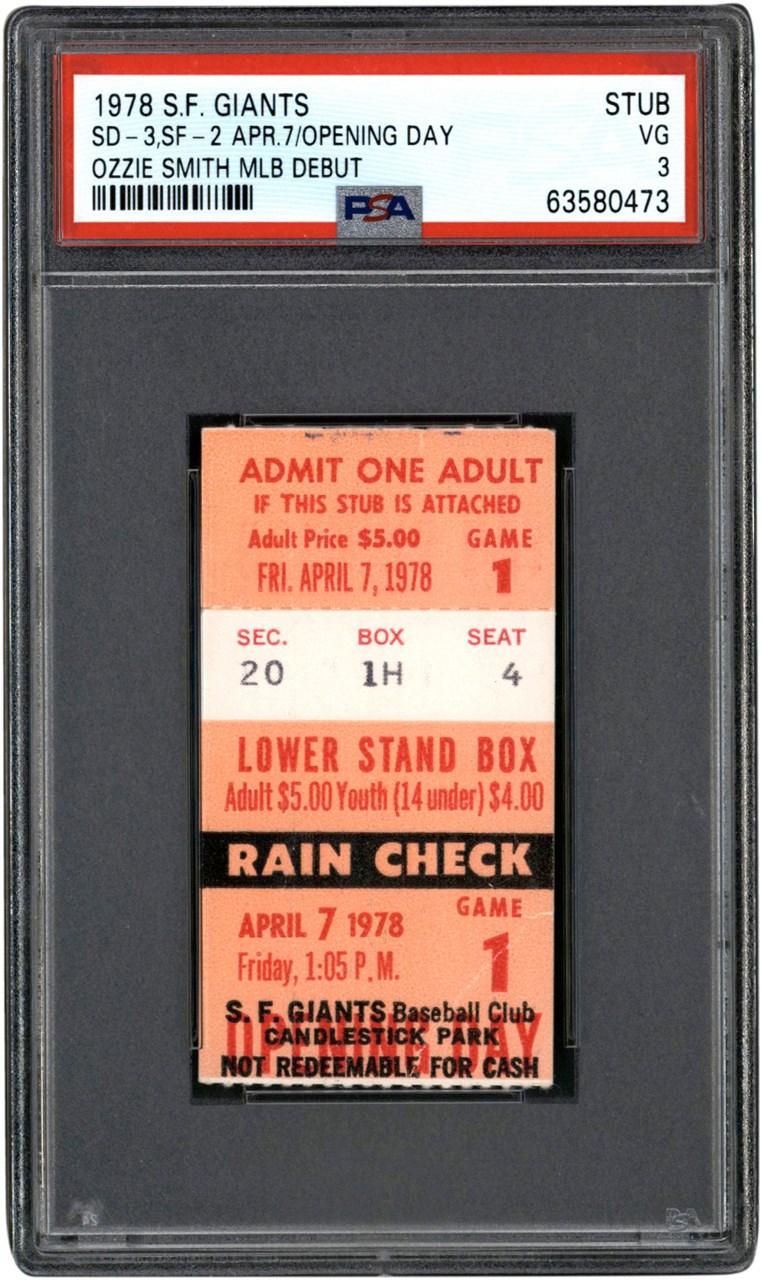 1978 S.F. GIANTS STUB
SD-3,SF-2 APR.7/OPENING DAY VG
OZZIE SMITH MLB DEBUT 3
PSA 63580473
ADMIT ONE ADULT
IF THIS STUB IS ATTACHED
Adult Price $5.00 GAME
FRI. APRIL 7, 1978 1
SEC. BOX SEAT
20 1H 4
LOWER STAND BOX
Adult $5.00 Youth (14 under) $4.00
RAIN CHECK
APRIL 7 1978 GAME
Friday, 1:05 P.M. 1
S. F. GIANTS Baseball Club
OPENING DAY
CANDLESTICK PARK
NOT REDEEMABLE FOR CASH
PSA